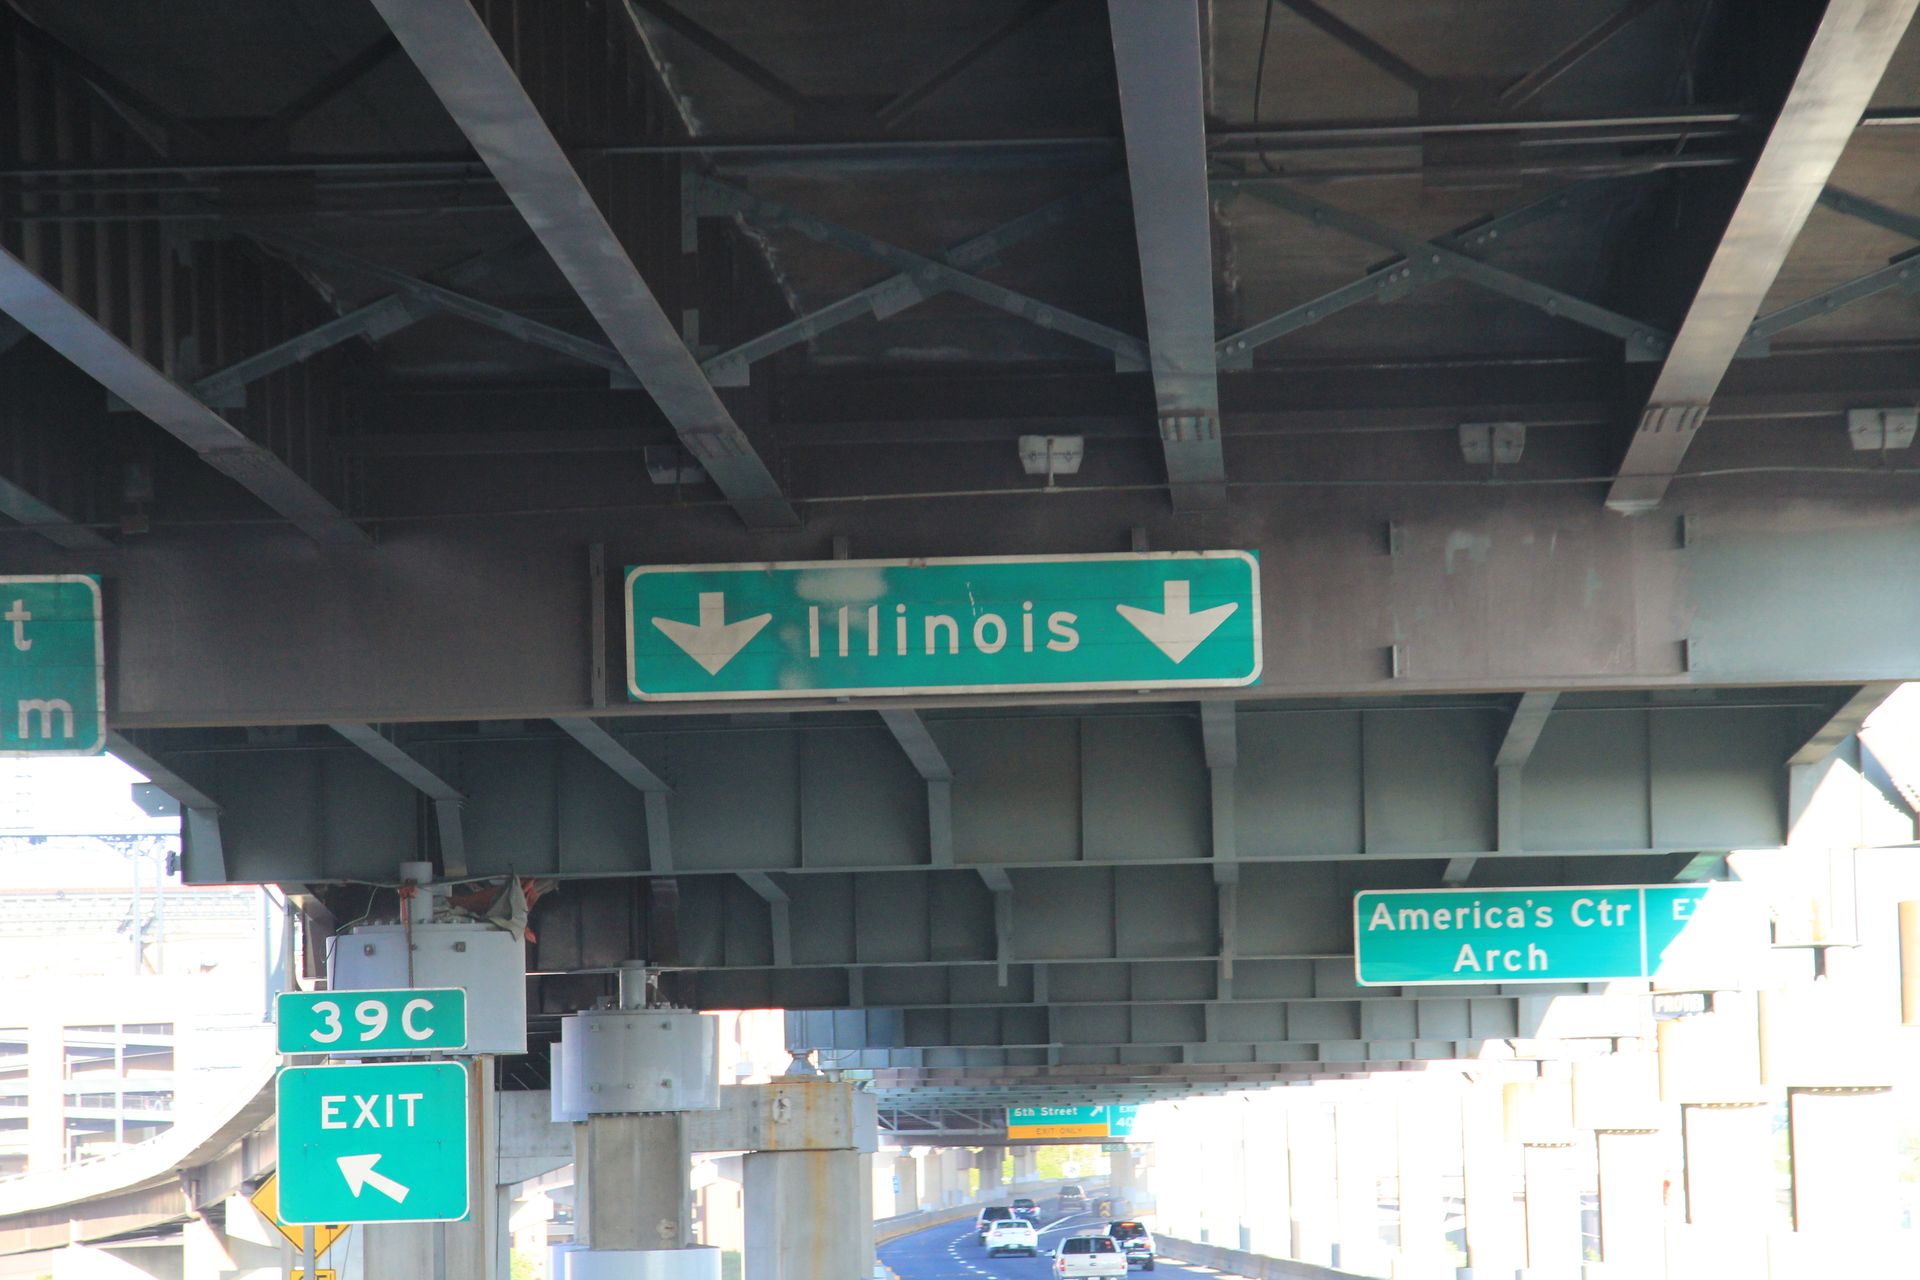 t
m
Illinois
America's Ctr
Arch
39C
EXIT
6th Street
EXIT ONLY